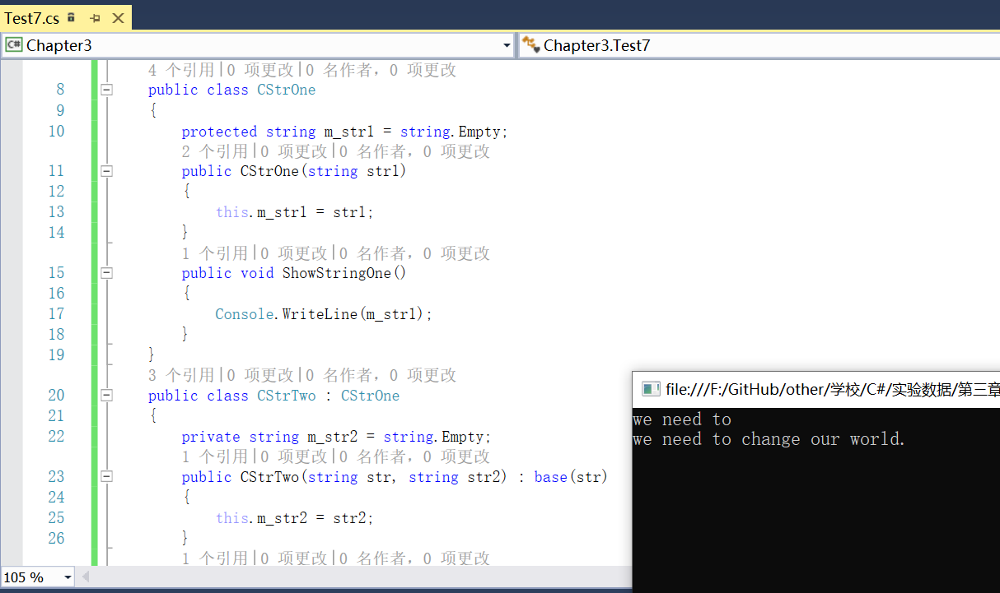 Test7.cs
Chapter3
Chapter3.Test7
4 个引用|0 项更改|0 名作者，0 项更改
8 public class CStrOne
9 {
10 protected string m_str1 = string.Empty;
2 个引用|0 项更改|0 名作者，0 项更改
11 public CStrOne(string str1)
12 {
13 this.m_str1 = str1;
14 }
1 个引用|0 项更改|0 名作者，0 项更改
15 public void ShowStringOne()
16 {
17 Console.WriteLine(m_str1);
18 }
19 }
3 个引用|0 项更改|0 名作者，0 项更改
20 public class CStrTwo : CStrOne
21 {
22 private string m_str2 = string.Empty;
1 个引用|0 项更改|0 名作者，0 项更改
23 public CStrTwo(string str, string str2) : base(str)
24 {
25 this.m_str2 = str2;
26 }
1 个引用|0 项更改|0 名作者，0 项更改
105 %
file:///F:/GitHub/other/学校/C#/实验数据/第三章
we need to
we need to change our world.